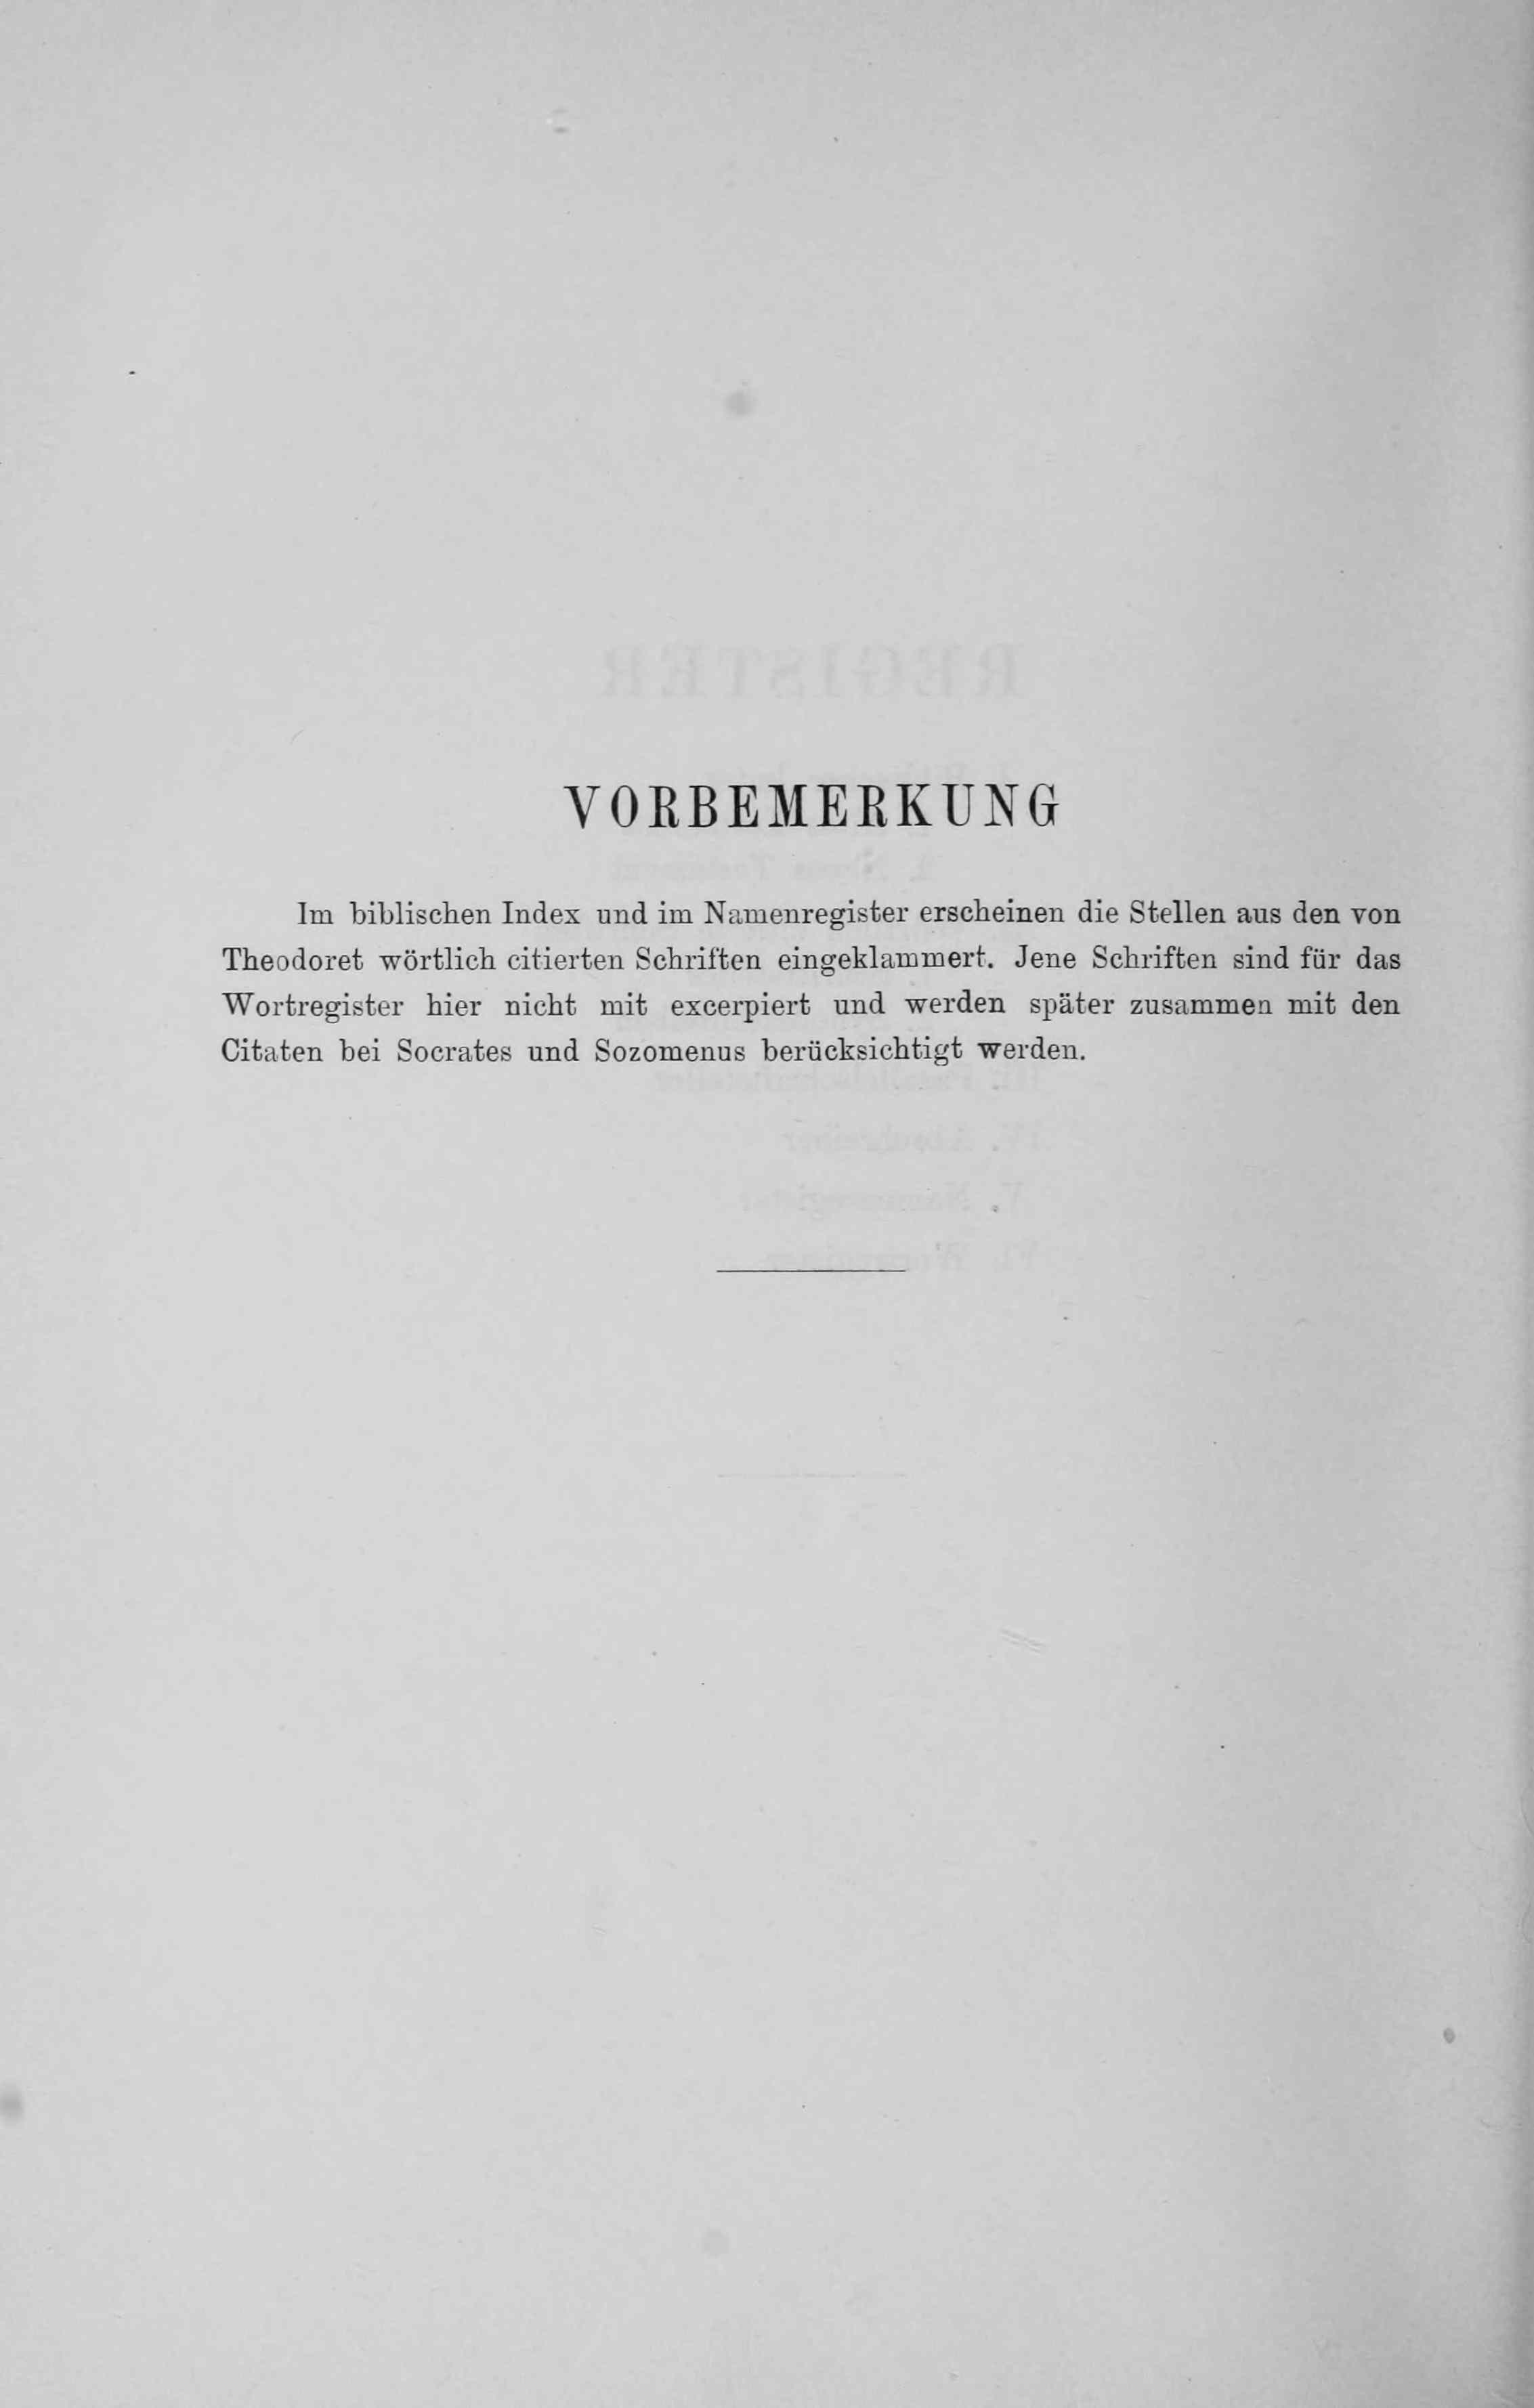 VORBEMERKUNG
Im biblischen Index und im Namenregister erscheinen die Stellen aus den von
Theodoret wörtlich citierten Schriften eingeklammert. Jene Schriften sind für das
Wortregister hier nicht mit excerpiert und werden später zusammen mit den
Citaten bei Socrates und Sozomenus berücksichtigt werden.